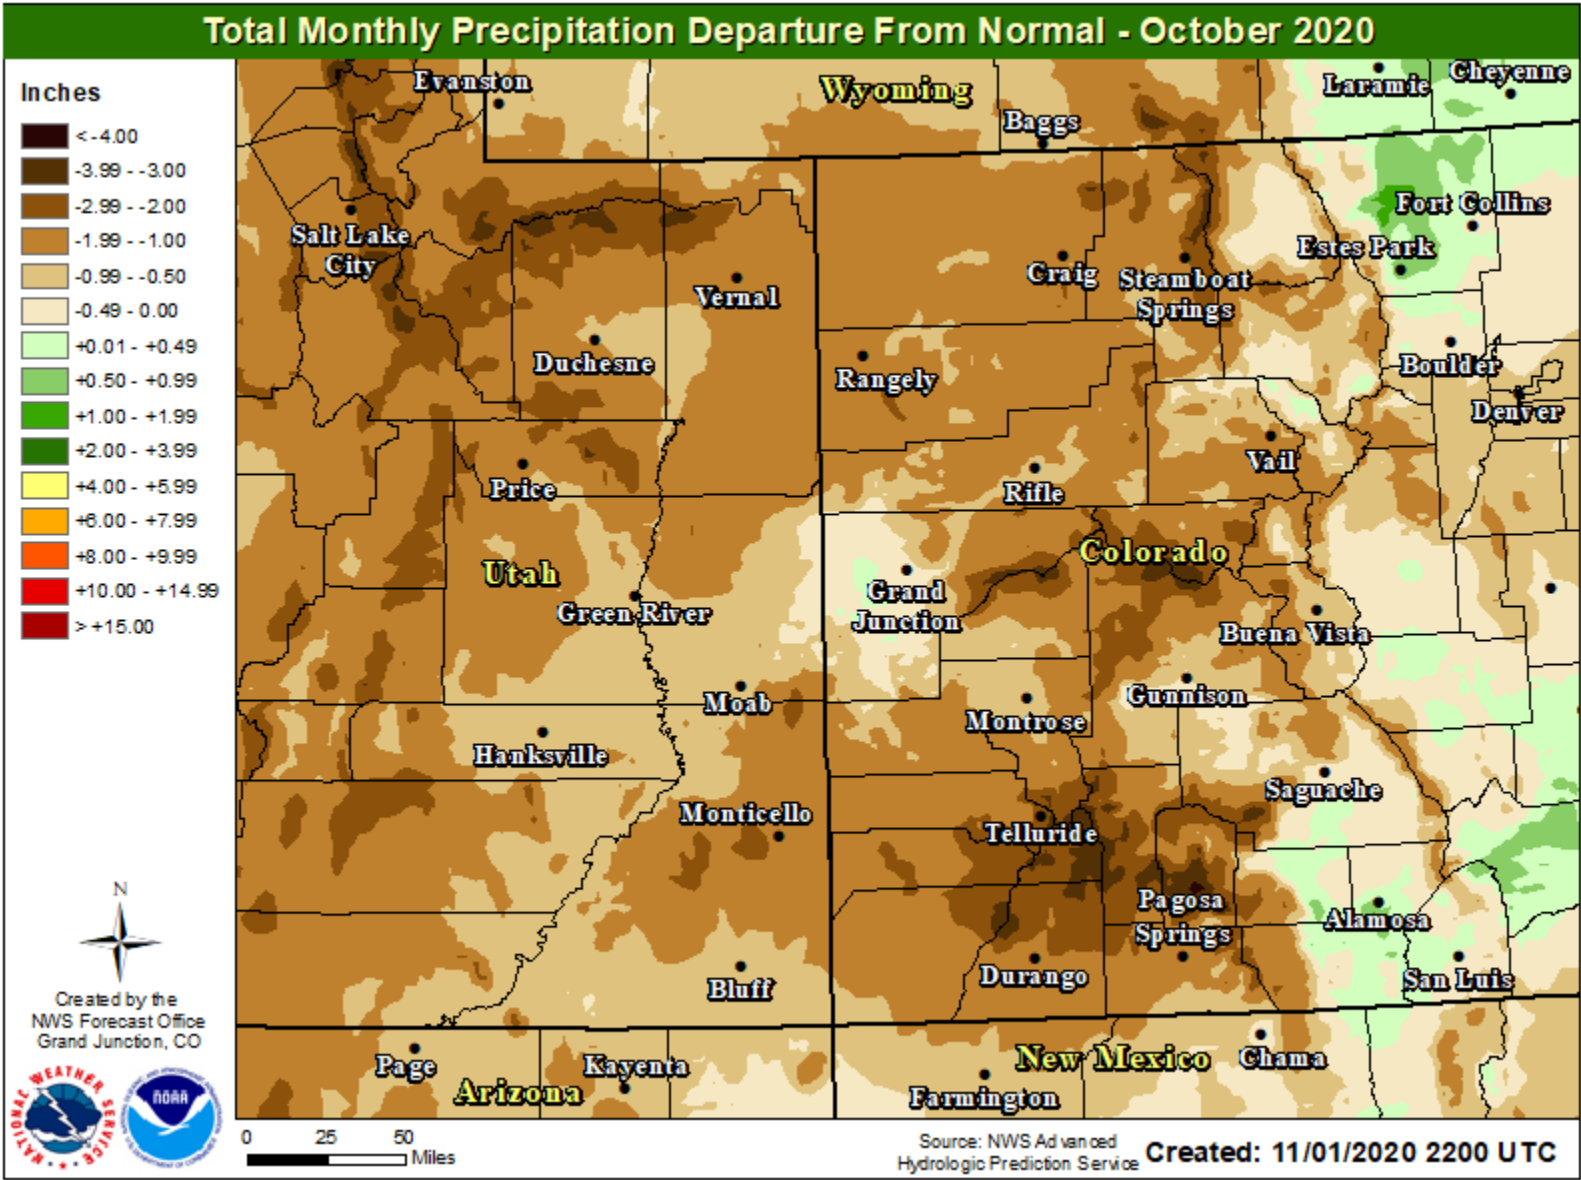 Total Monthly Precipitation Departure From Normal - October 2020
Inches
< -4.00
-3.99 - -3.00
-2.99 - -2.00
-1.99 - -1.00
-0.99 - -0.50
-0.49 - 0.00
+0.01 - +0.49
+0.50 - +0.99
+1.00 - +1.99
+2.00 - +3.99
+4.00 - +5.99
+6.00 - +7.99
+8.00 - +9.99
+10.00 - +14.99
> +15.00
Evanston
Wyoming
Laramie
Cheyenne
Baggs
Fort Collins
Salt Lake
City
Estes Park
Craig
Steamboat
Springs
Vernal
Duchesne
Rangely
Boulder
Denver
Vail
Price
Rifle
Utah
Colorado
Grand
Junction
Green River
Buena Vista
Moab
Gunnison
Montrose
Hanksville
Saguache
Monticello
Telluride
Pagosa
Springs
Alamosa
Bluff
Durango
San Luis
Page
Kayenta
Arizona
New Mexico
Chama
Farmington
N
Created by the
NWS Forecast Office
Grand Junction, CO
NATIONAL WEATHER SERVICE
NOAA
0 25 50
Miles
Source: NWS Advanced
Hydrologic Prediction Service
Created: 11/01/2020 2200 UTC